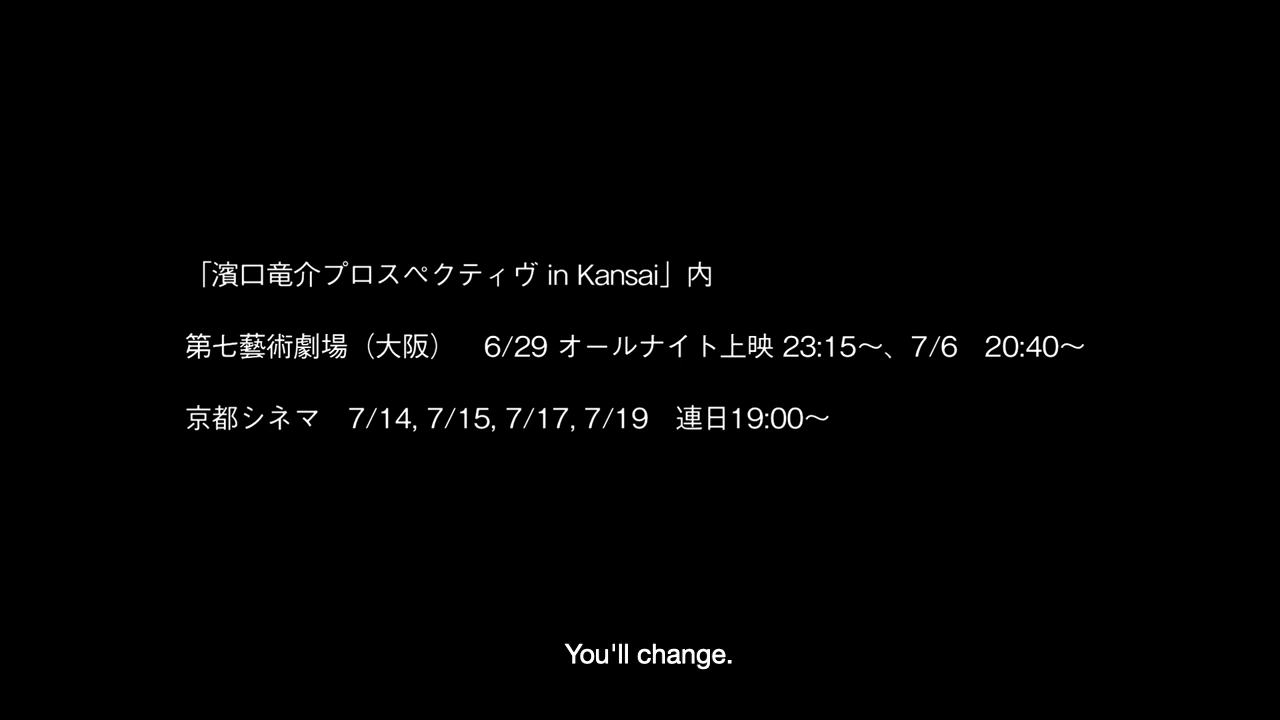 「濱口竜介プロスペクティヴ in Kansai」内
第七藝術劇場（大阪）　6/29 オールナイト上映 23:15〜、7/6　20:40〜
京都シネマ　7/14, 7/15, 7/17, 7/19　連日19:00〜
You'll change.